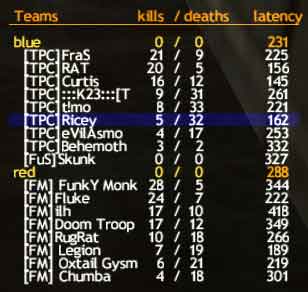 Teams kills / deaths latency
blue 0 / 0 231
[TPC]FraS 21 / 9 225
[TPC]RAT 20 / 5 156
[TPC]Curtis 16 / 12 145
[TPC]:::K23:::[T 9 / 31 261
[TPC]t!mo 8 / 33 221
[TPC]Ricey 5 / 32 162
[TPC]eVilAsmo 4 / 17 253
[TPC]Behemoth 3 / 2 332
[FuS]Skunk 0 / 0 327
red 0 / 0 288
[FM] FunkY Monk 28 / 5 344
[FM]Fluke 24 / 7 222
[FM]ilh 17 / 10 418
[FM]Doom Troop 17 / 12 349
[FM]RugRat 10 / 18 266
[FM] Legion 7 / 19 189
[FM] Oxtail Gysm 6 / 21 219
[FM] Chumba 4 / 18 301